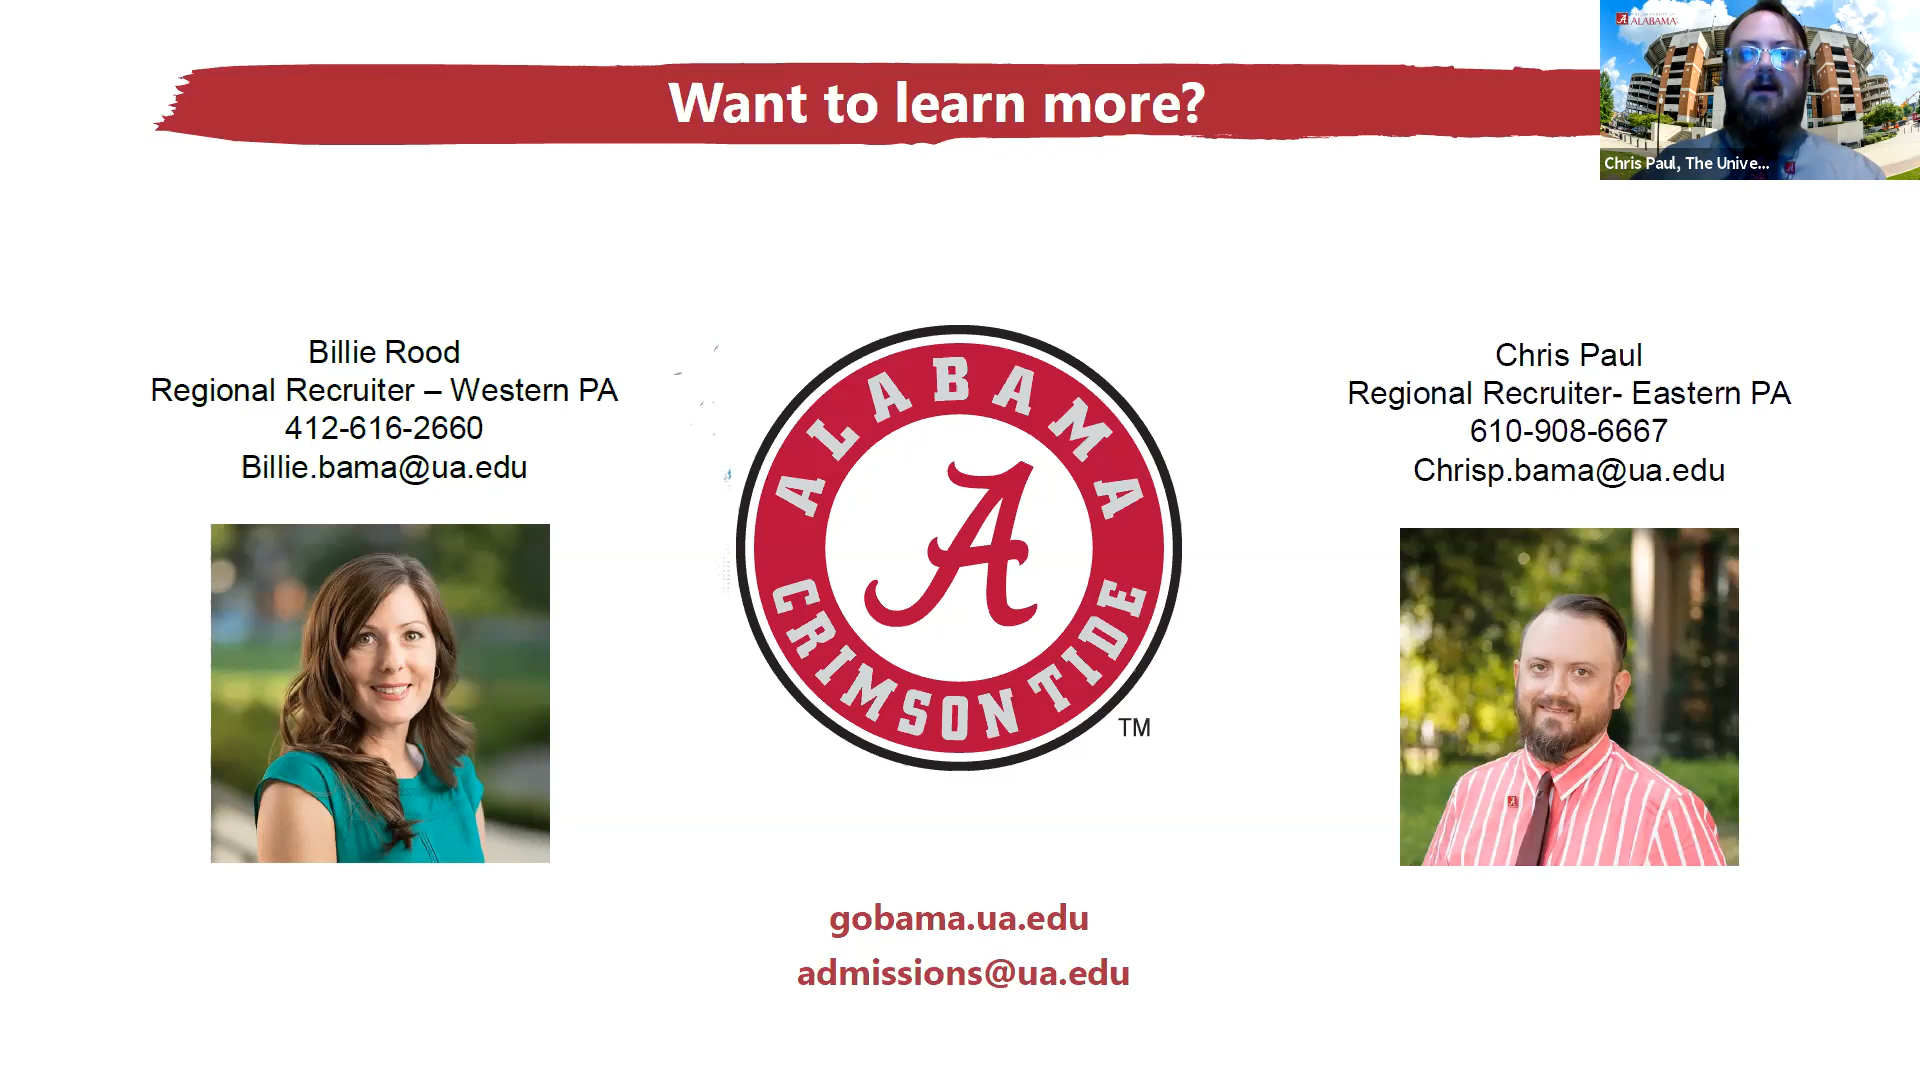 Want to learn more?
ALABAMA
Chris Paul, The Unive...
Billie Rood
Regional Recruiter – Western PA
412-616-2660
Billie.bama@ua.edu
ALABAMA
A
CRIMSON TIDE
TM
Chris Paul
Regional Recruiter- Eastern PA
610-908-6667
Chrisp.bama@ua.edu
gobama.ua.edu
admissions@ua.edu